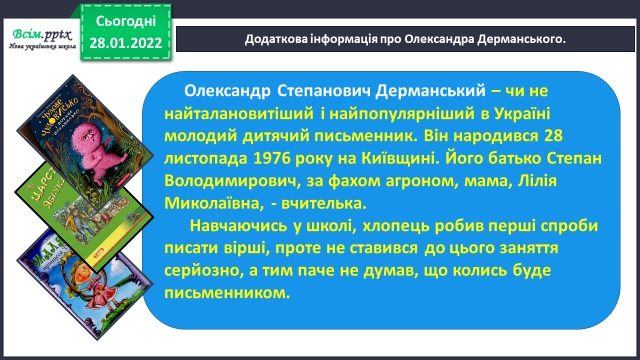 Всім.pptx
Нова українська школа
Сьогодні
28.01.2022
Додаткова інформація про Олександра Дерманського.
Олександр Степанович Дерманський – чи не
найталановитіший і найпопулярніший в Україні
молодий дитячий письменник. Він народився 28
листопада 1976 року на Київщині. Його батько Степан
Володимирович, за фахом агроном, мама, Лілія
Миколаївна, - вчителька.
Навчаючись у школі, хлопець робив перші спроби
писати вірші, проте не ставився до цього заняття
серйозно, а тим паче не думав, що колись буде
письменником.
ЧУДОВЕ
ЧУДОВИСЬКО